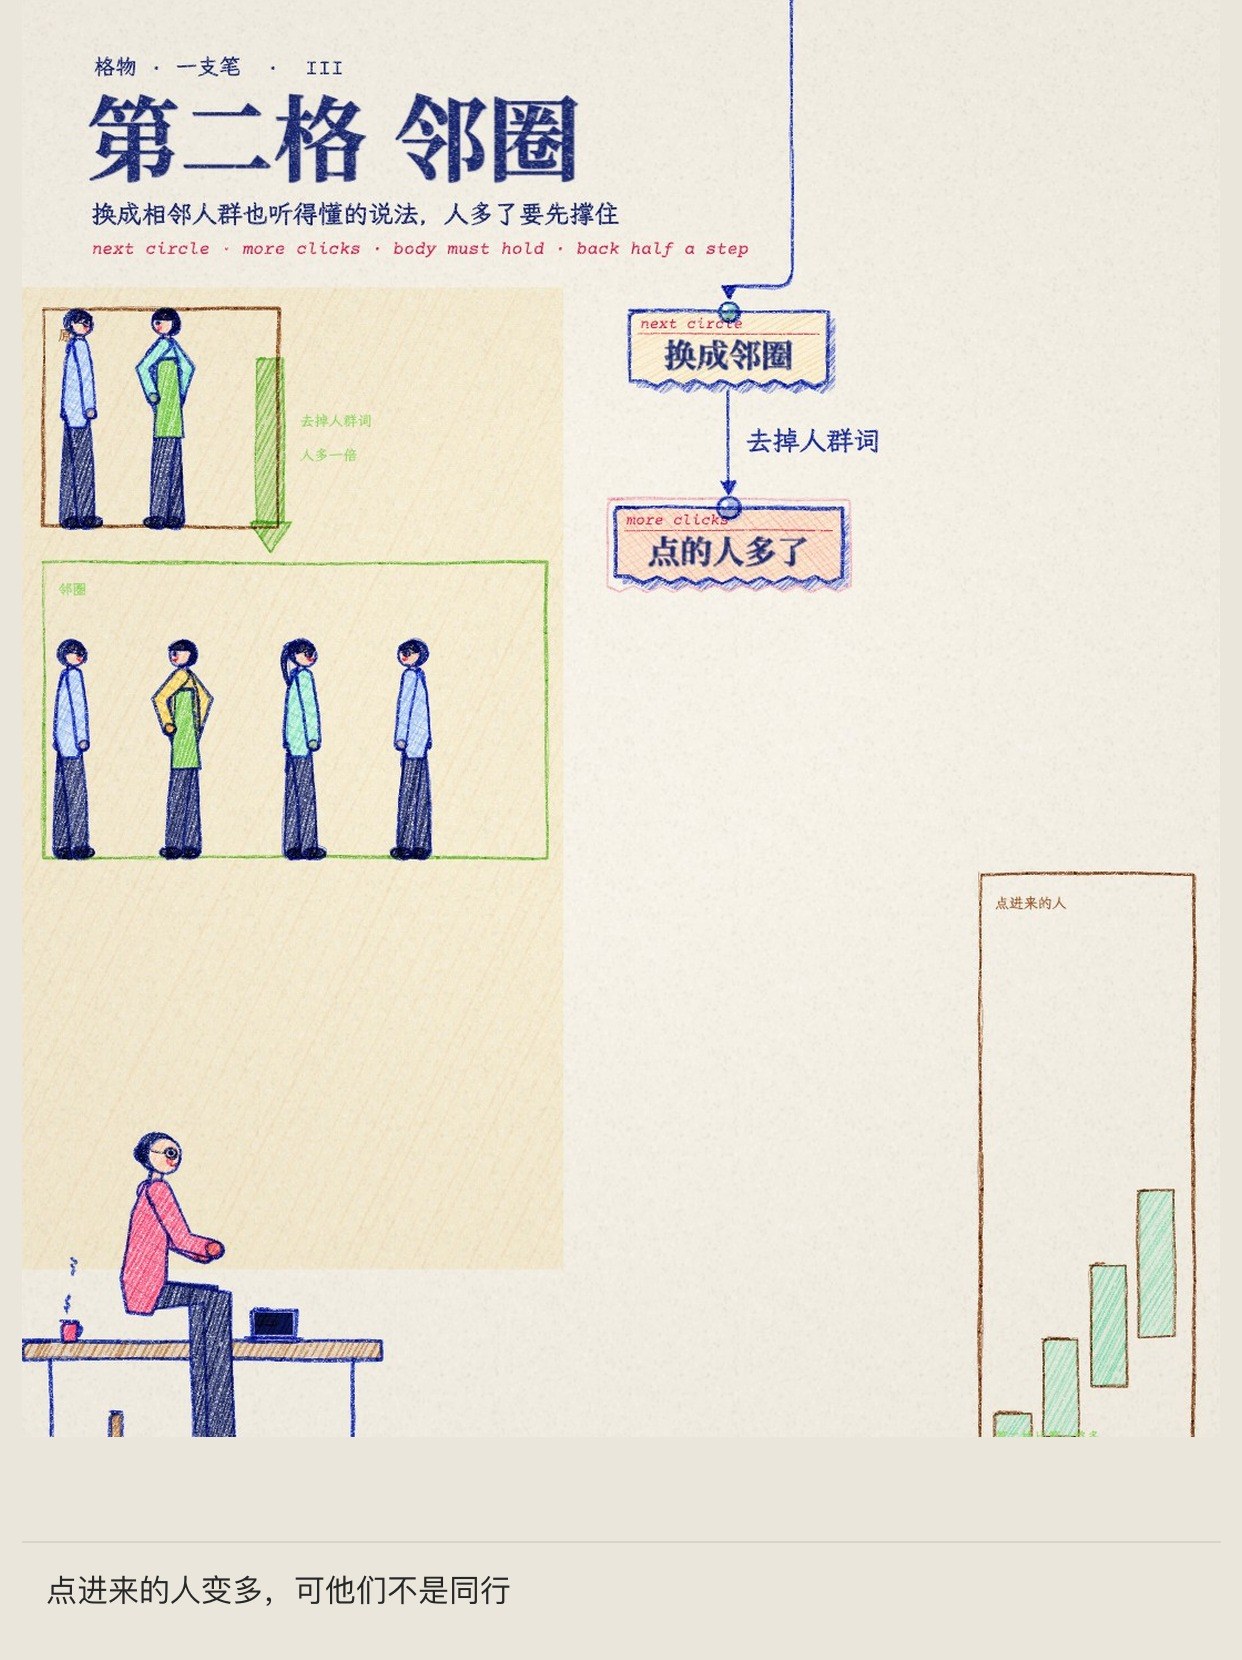 格物 · 一支笔 · III
第二格 邻圈
换成相邻人群也听得懂的说法，人多了要先撑住
next circle · more clicks · body must hold · back half a step
去掉人群词
人多一倍
邻圈
next circle
换成邻圈
去掉人群词
more clicks
点的人多了
点进来的人
点进来的人变多，可他们不是同行